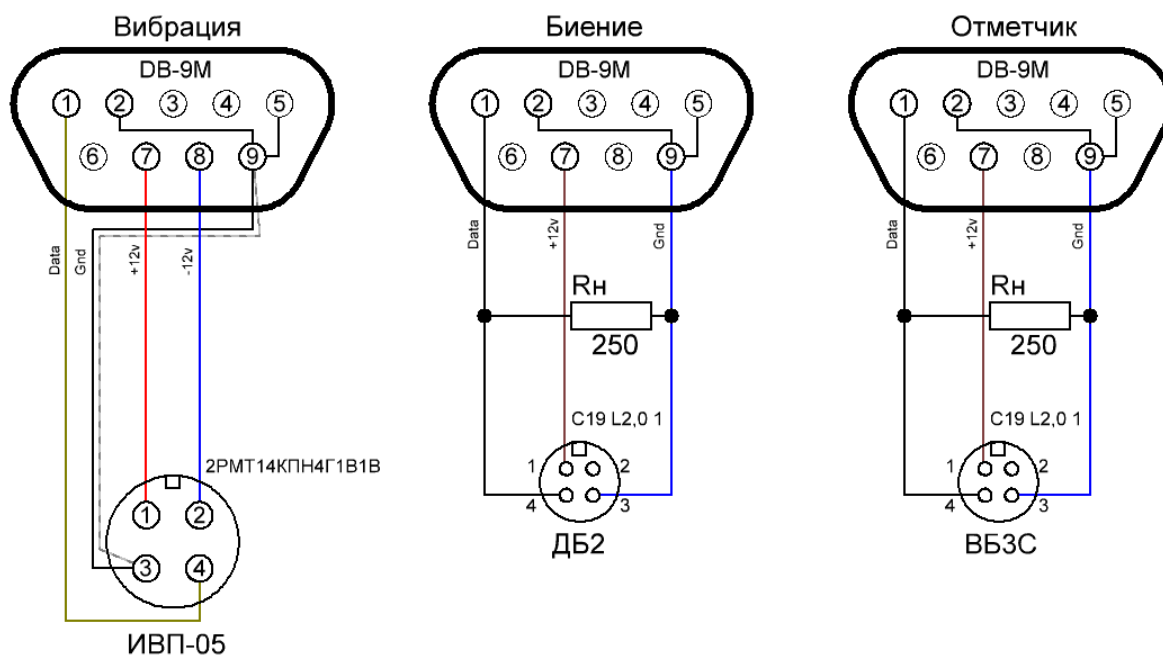 Вибрация
DB-9M
1 2 3 4 5
6 7 8 9
Data
Gnd
+12v
-12v
2РМТ14КПН4Г1В1В
1 2
3 4
ИВП-05
Биение
DB-9M
1 2 3 4 5
6 7 8 9
Data
+12v
Gnd
Rн
250
C19 L2,0 1
1 2
4 3
ДБ2
Отметчик
DB-9M
1 2 3 4 5
6 7 8 9
Data
+12v
Gnd
Rн
250
C19 L2,0 1
1 2
4 3
ВБ3С